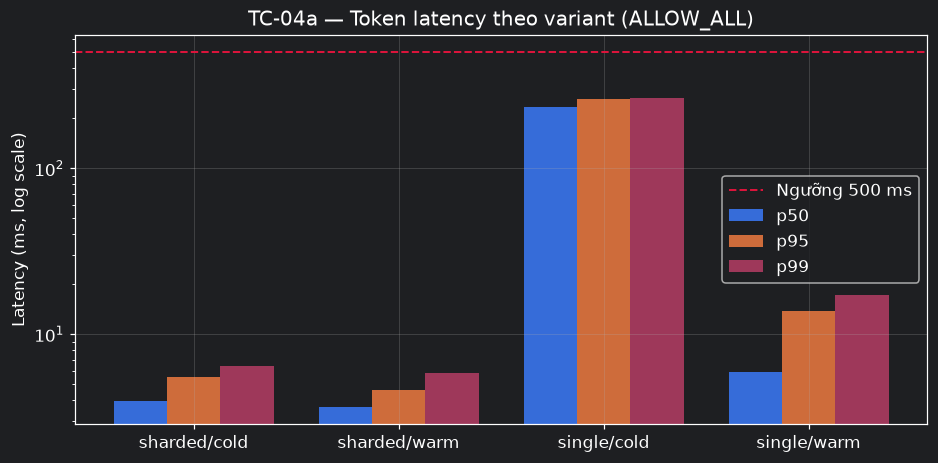 TC-04a — Token latency theo variant (ALLOW_ALL)
Latency (ms, log scale)
10²
10¹
Ngưỡng 500 ms
p50
p95
p99
sharded/cold
sharded/warm
single/cold
single/warm